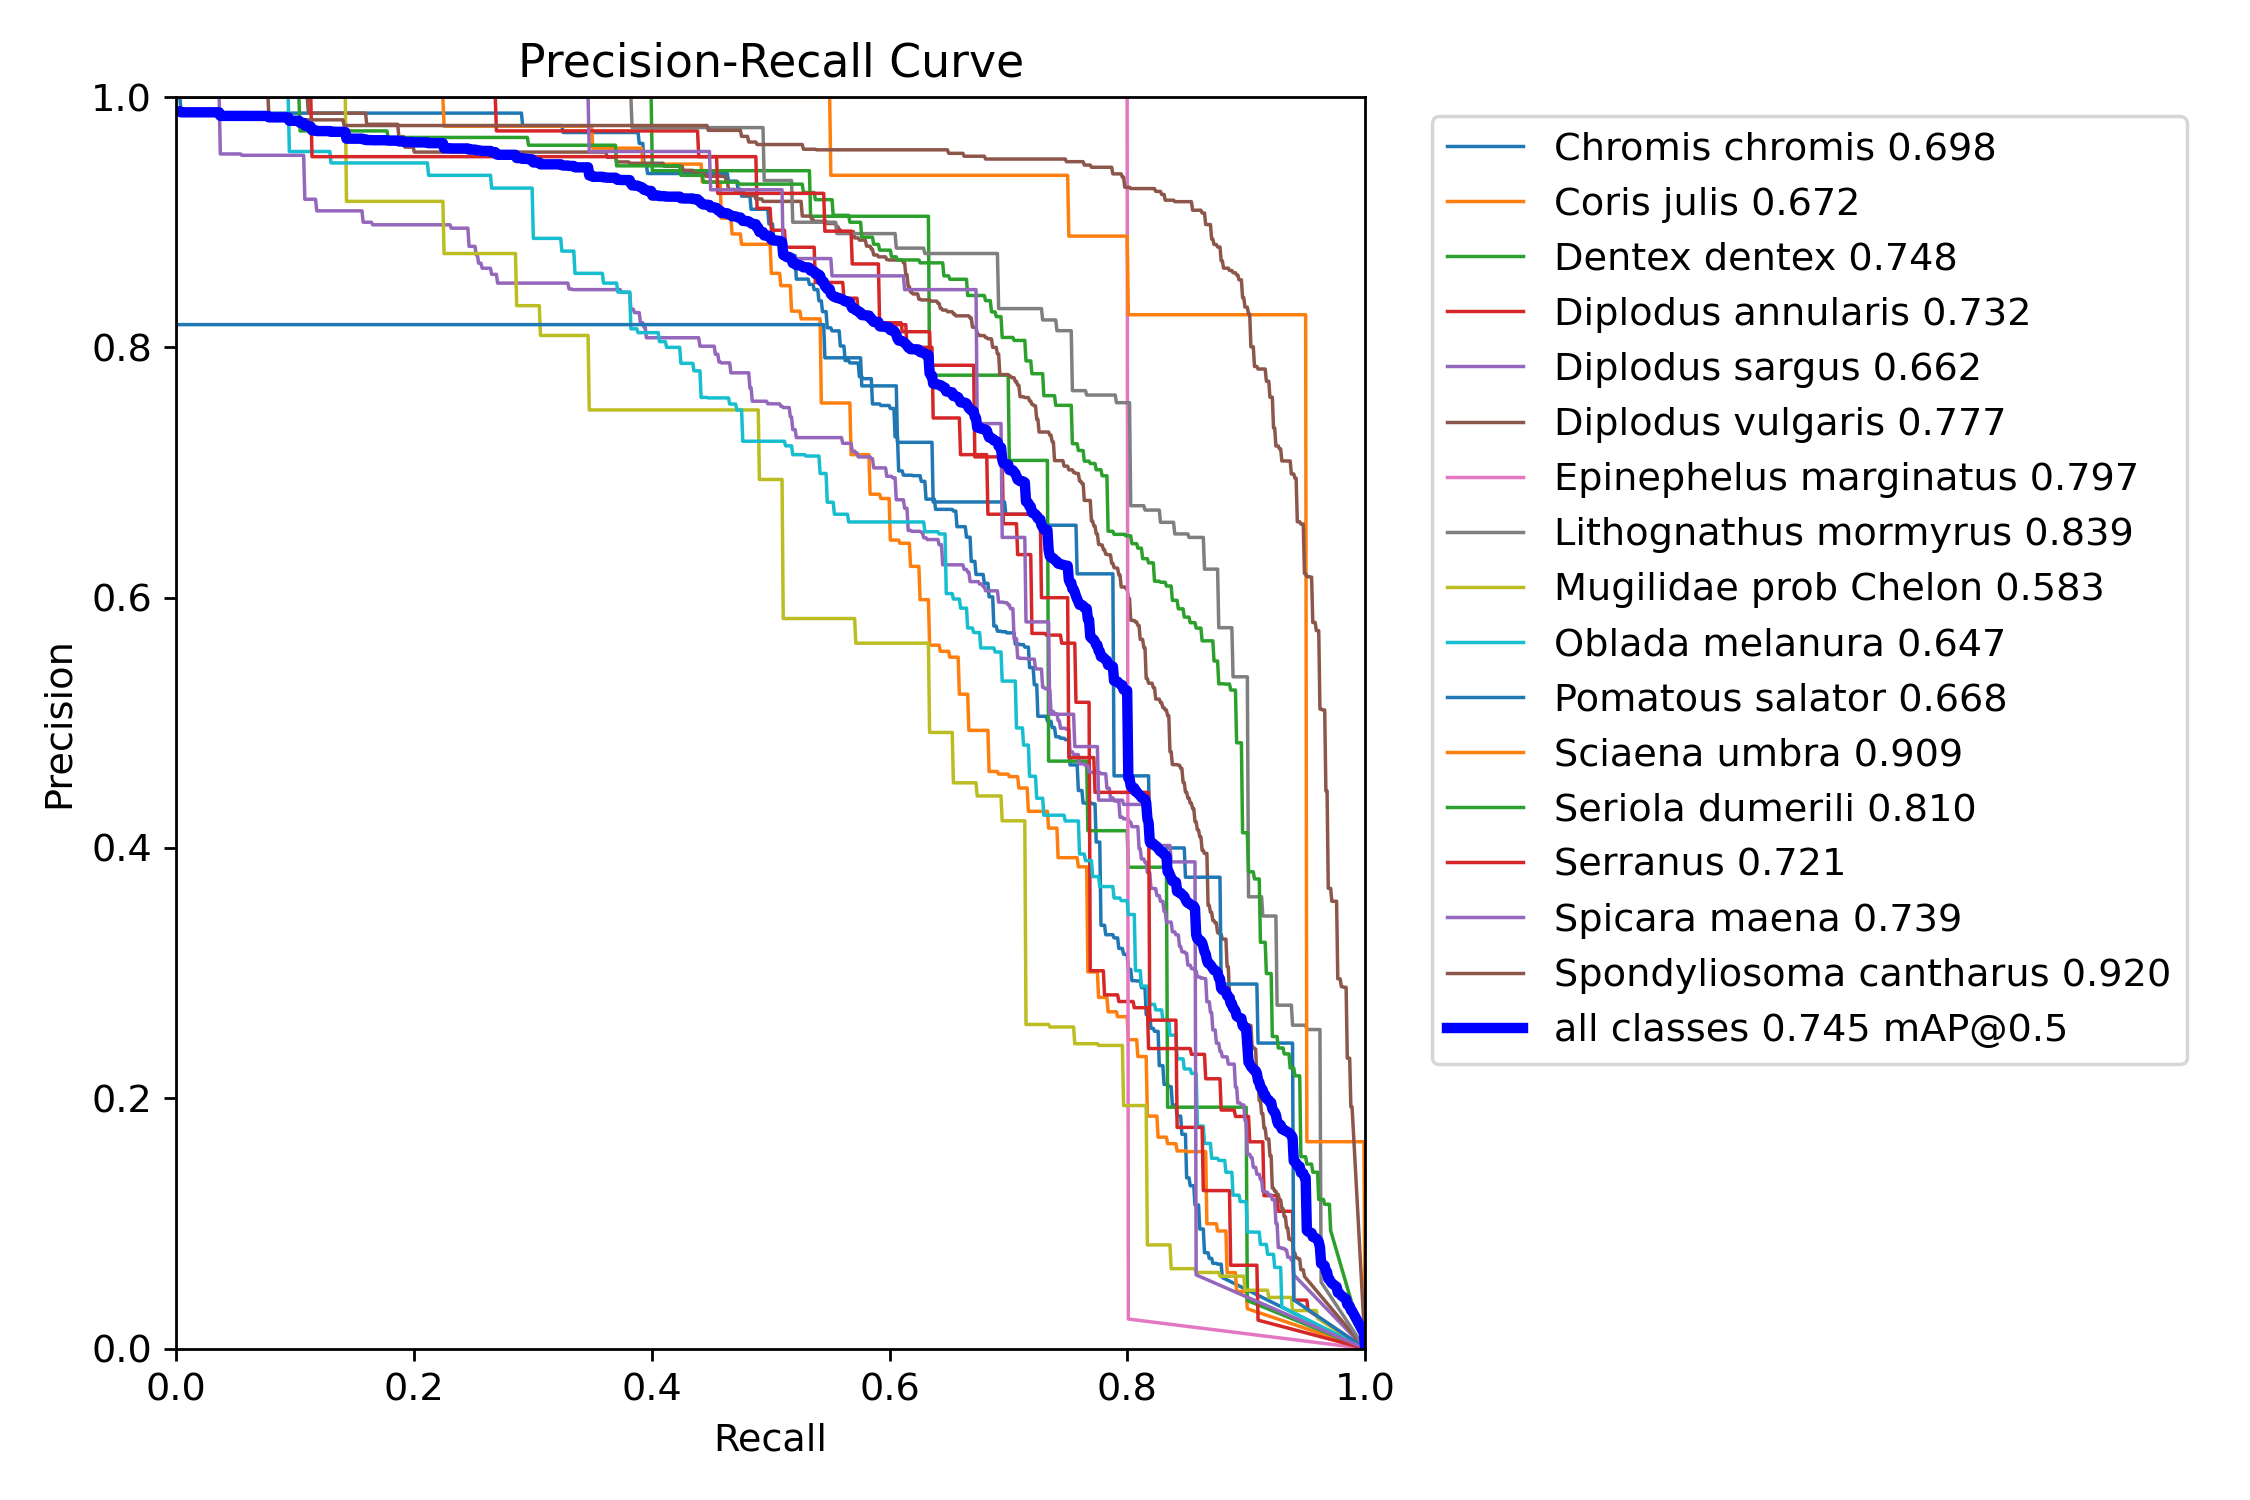 Precision-Recall Curve
1.0
0.8
0.6
0.4
0.2
0.0
Precision
0.0 0.2 0.4 0.6 0.8 1.0
Recall
Chromis chromis 0.698
Coris julis 0.672
Dentex dentex 0.748
Diplodus annularis 0.732
Diplodus sargus 0.662
Diplodus vulgaris 0.777
Epinephelus marginatus 0.797
Lithognathus mormyrus 0.839
Mugilidae prob Chelon 0.583
Oblada melanura 0.647
Pomatous salator 0.668
Sciaena umbra 0.909
Seriola dumerili 0.810
Serranus 0.721
Spicara maena 0.739
Spondyliosoma cantharus 0.920
all classes 0.745 mAP@0.5